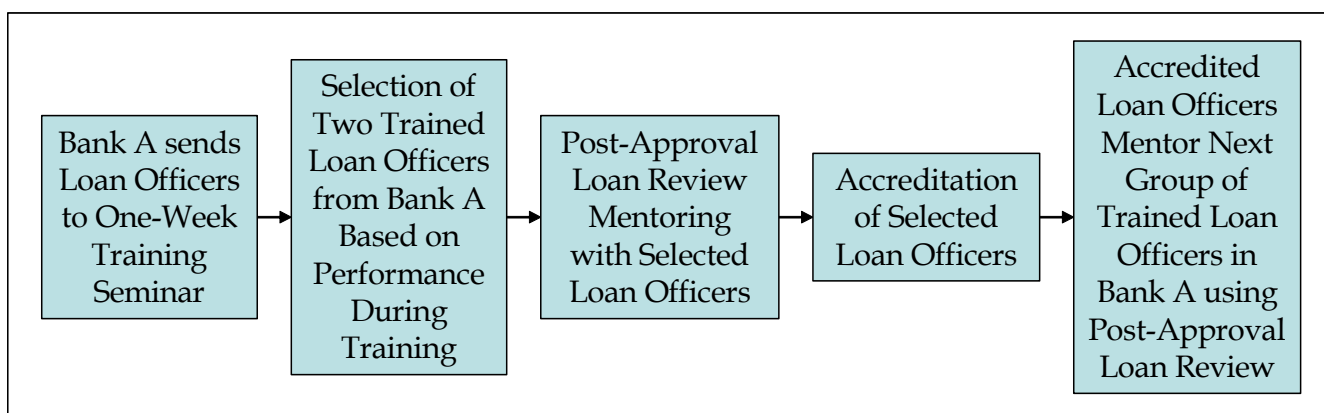 Bank A sends
Loan Officers
to One-Week
Training
Seminar
Selection of
Two Trained
Loan Officers
from Bank A
Based on
Performance
During
Training
Post-Approval
Loan Review
Mentoring
with Selected
Loan Officers
Accreditation
of Selected
Loan Officers
Accredited
Loan Officers
Mentor Next
Group of
Trained Loan
Officers in
Bank A using
Post-Approval
Loan Review